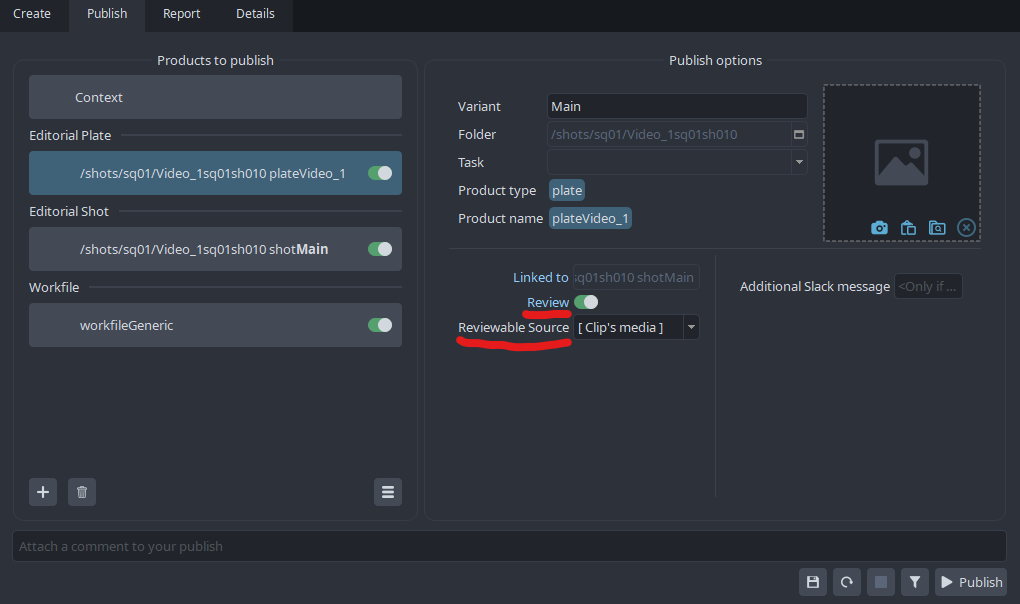 Create Publish Report Details
Products to publish
Context
Editorial Plate
/shots/sq01/Video_1sq01sh010 plateVideo_1
Editorial Shot
/shots/sq01/Video_1sq01sh010 shotMain
Workfile
workfileGeneric
Publish options
Variant Main
Folder /shots/sq01/Video_1sq01sh010
Task
Product type plate
Product name plateVideo_1
Linked to sq01sh010 shotMain
Review
Reviewable Source [ Clip's media ]
Additional Slack message <Only if ...
Attach a comment to your publish
Publish